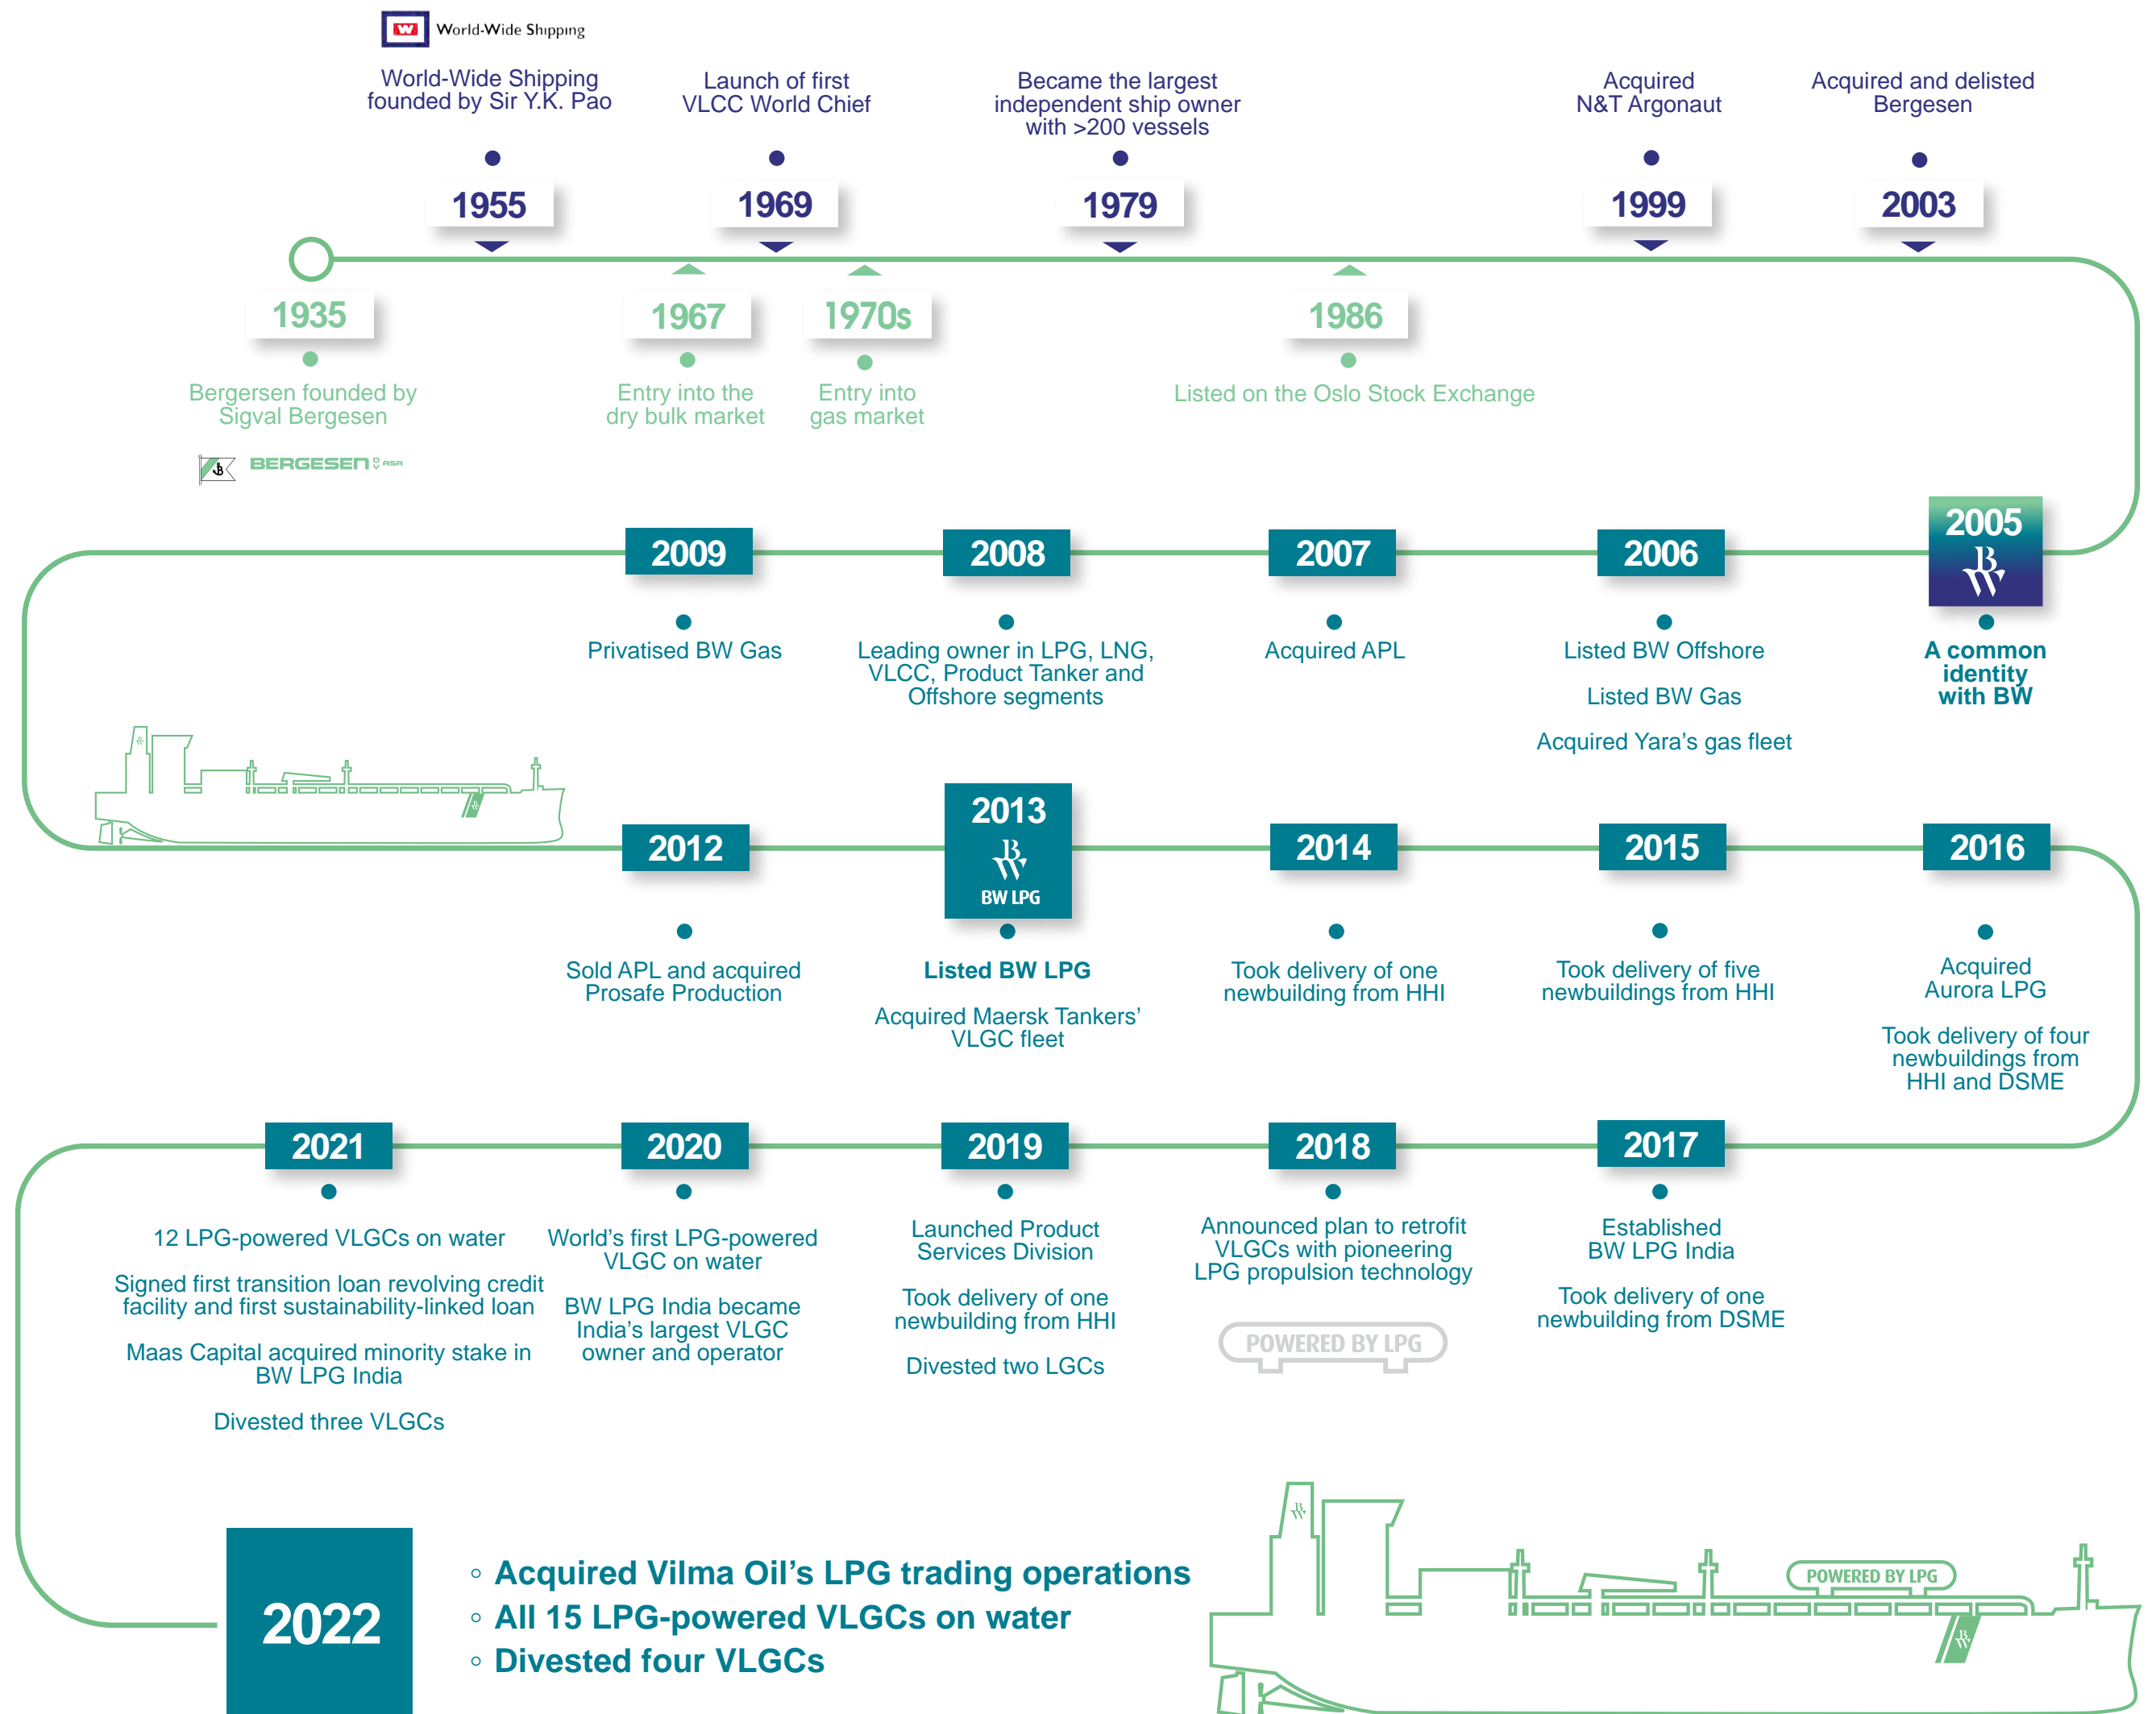 World-Wide Shipping
World-Wide Shipping
founded by Sir Y.K. Pao
1955
Launch of first
VLCC World Chief
1969
Became the largest
independent ship owner
with >200 vessels
1979
Acquired
N&T Argonaut
1999
Acquired and delisted
Bergesen
2003
1935
Bergersen founded by
Sigval Bergesen
BERGESEN DY ASA
1967
Entry into the
dry bulk market
1970s
Entry into
gas market
1986
Listed on the Oslo Stock Exchange
2005
BW
A common
identity
with BW
2006
Listed BW Offshore
Listed BW Gas
Acquired Yara’s gas fleet
2007
Acquired APL
2008
Leading owner in LPG, LNG,
VLCC, Product Tanker and
Offshore segments
2009
Privatised BW Gas
2012
Sold APL and acquired
Prosafe Production
2013
BW
BW LPG
Listed BW LPG
Acquired Maersk Tankers’
VLGC fleet
2014
Took delivery of one
newbuilding from HHI
2015
Took delivery of five
newbuildings from HHI
2016
Acquired
Aurora LPG
Took delivery of four
newbuildings from
HHI and DSME
2017
Established
BW LPG India
Took delivery of one
newbuilding from DSME
2018
Announced plan to retrofit
VLGCs with pioneering
LPG propulsion technology
POWERED BY LPG
2019
Launched Product
Services Division
Took delivery of one
newbuilding from HHI
Divested two LGCs
2020
World’s first LPG-powered
VLGC on water
BW LPG India became
India’s largest VLGC
owner and operator
2021
12 LPG-powered VLGCs on water
Signed first transition loan revolving credit
facility and first sustainability-linked loan
Maas Capital acquired minority stake in
BW LPG India
Divested three VLGCs
2022
◦ Acquired Vilma Oil’s LPG trading operations
◦ All 15 LPG-powered VLGCs on water
◦ Divested four VLGCs
POWERED BY LPG